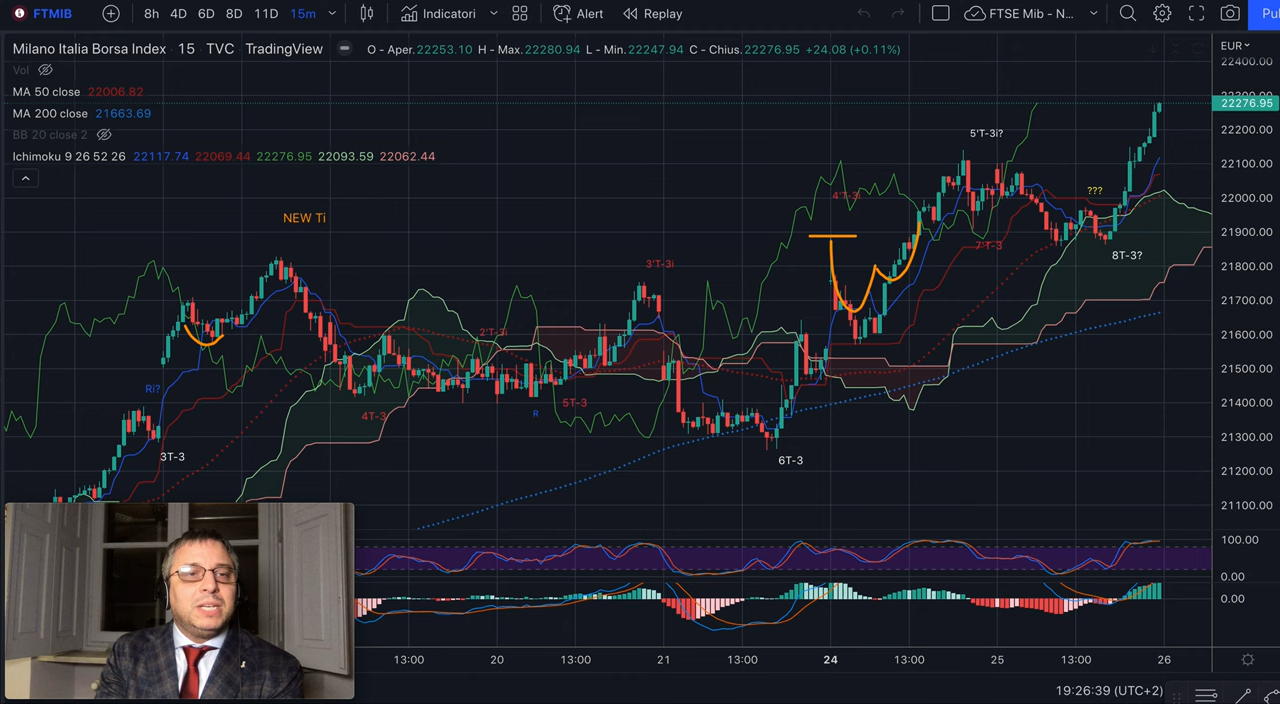 FTMIB 8h 4D 6D 8D 11D 15m Indicatori Alert Replay FTSE Mib - N... Pu
Milano Italia Borsa Index · 15 · TVC · TradingView O - Aper.22253.10 H - Max.22280.94 L - Min.22247.94 C - Chius.22276.95 +24.08 (+0.11%) EUR
Vol
MA 50 close 22006.82
MA 200 close 21663.69
BB 20 close 2
Ichimoku 9 26 52 26 22117.74 22069.44 22276.95 22093.59 22062.44
22400.00
22300.00
22276.95
22200.00
22100.00
22000.00
21900.00
21800.00
21700.00
21600.00
21500.00
21400.00
21300.00
21200.00
21100.00
100.00
0.00
0.00
5'T-3i?
???
4'T-3i
NEW Ti
7'T-3
8T-3?
3'T-3i
2'T-3i
Ri?
5T-3
R
4T-3
3T-3
6T-3
13:00 20 13:00 21 13:00 24 13:00 25 13:00 26
19:26:39 (UTC+2)